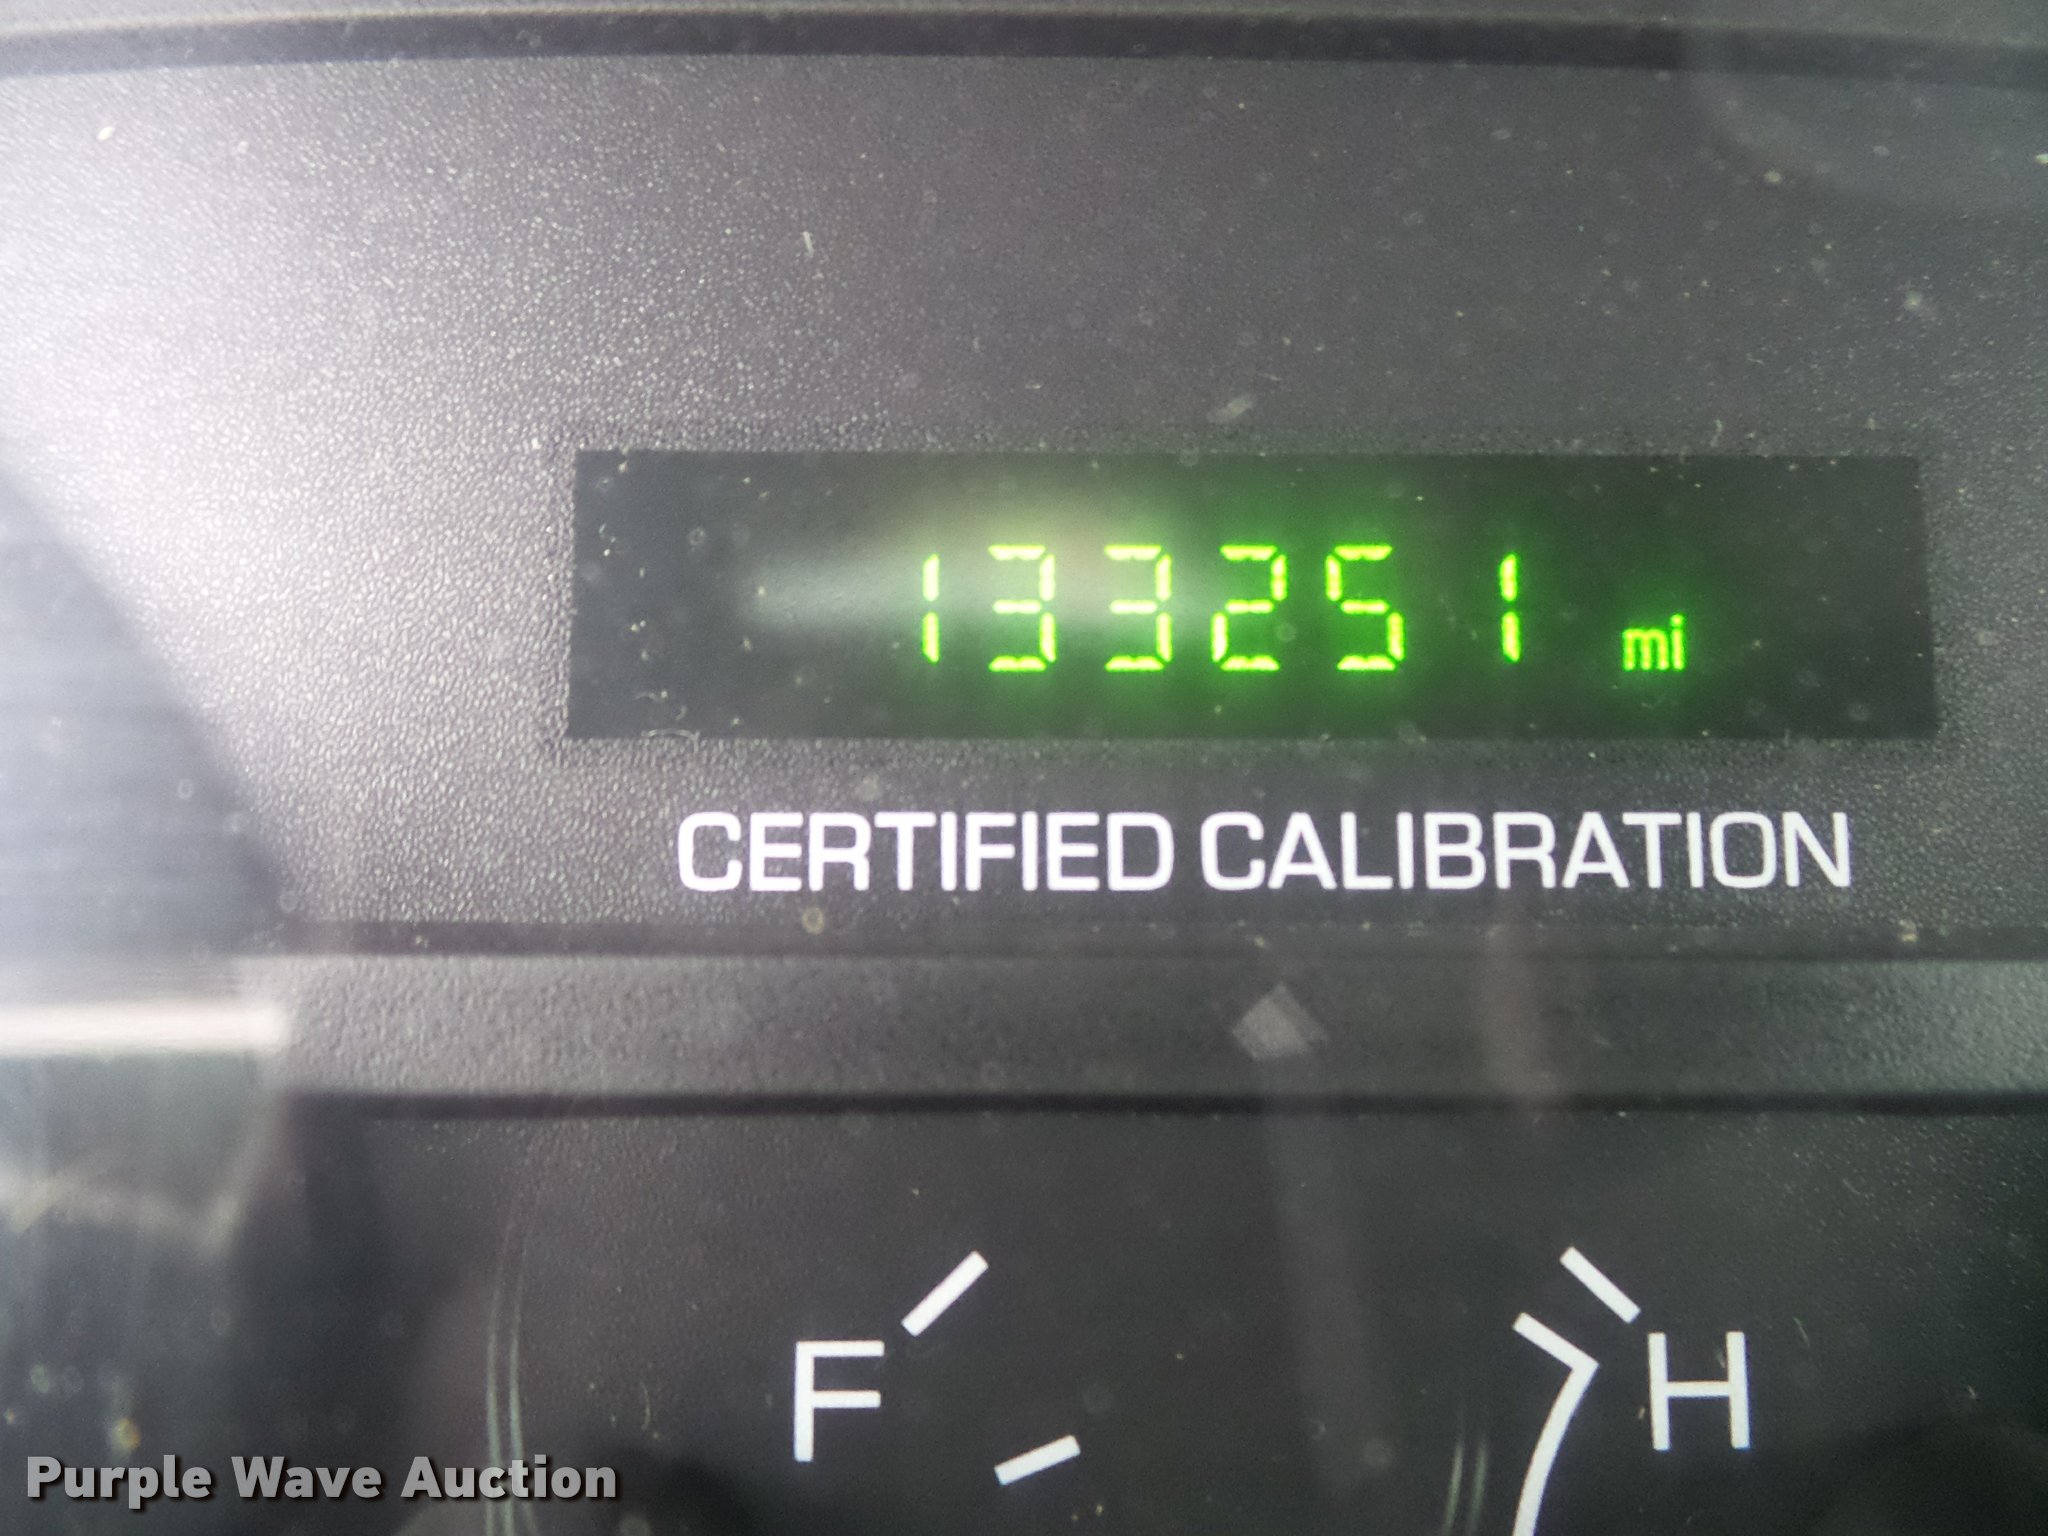 133251 mi
CERTIFIED CALIBRATION
F H
Purple Wave Auction